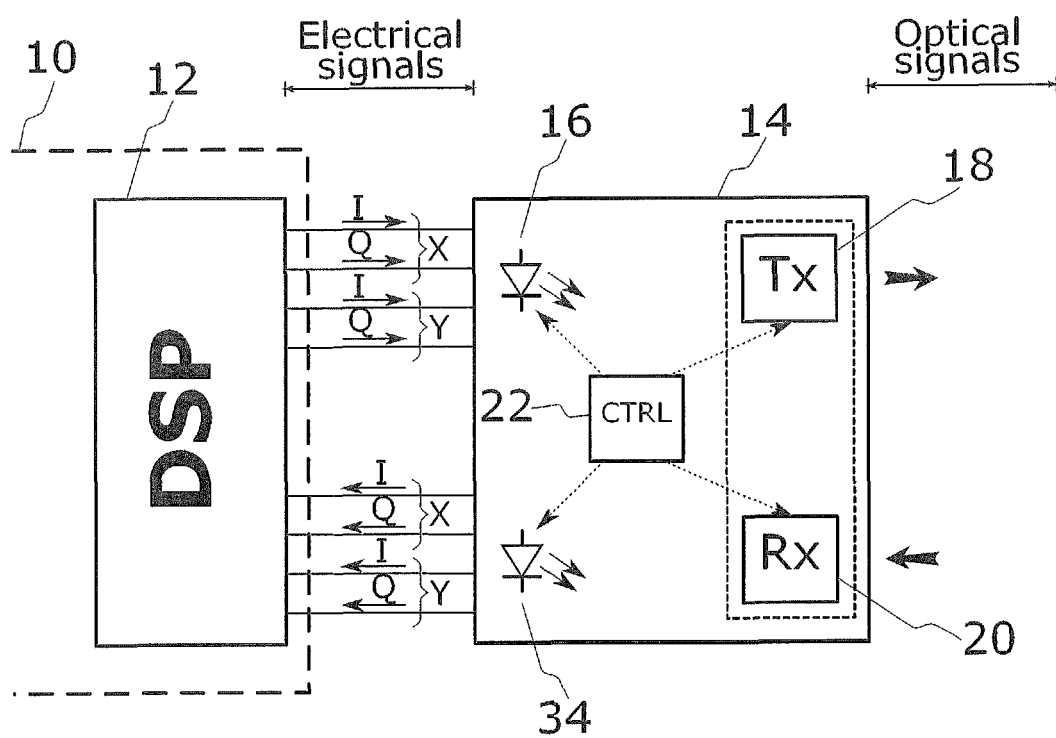 Electrical
signals
Optical
signals
10
12
16
14
18
I
Q
X
I
Q
Y
Tx
DSP
22
CTRL
I
Q
X
I
Q
Y
Rx
20
34